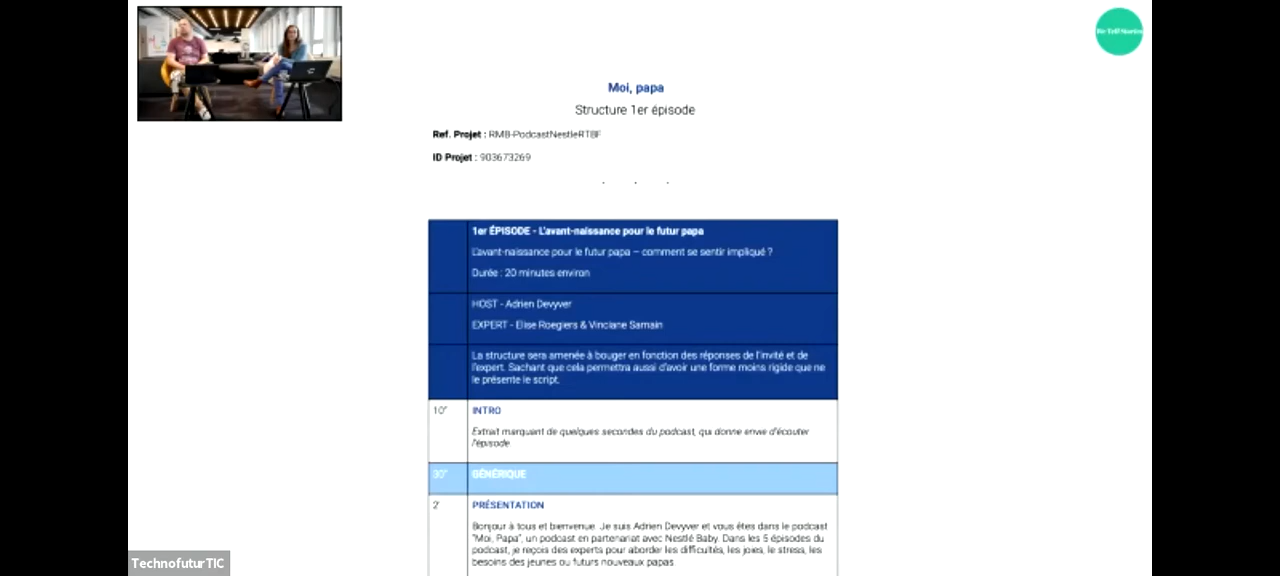 Moi, papa
Structure 1er épisode
Ref. Projet : RMB-PodcastNestleRTBF
ID Projet : 903673269
. . .
1er ÉPISODE - L'avant-naissance pour le futur papa
L'avant-naissance pour le futur papa – comment se sentir impliqué ?
Durée : 20 minutes environ
HOST - Adrien Devyver
EXPERT - Elise Roegiers & Vinciane Samain
La structure sera amenée à bouger en fonction des réponses de l'invité et de
l'expert. Sachant que cela permettra aussi d'avoir une forme moins rigide que ne
le présente le script.
10" INTRO
Extrait marquant de quelques secondes du podcast, qui donne envie d'écouter
l'épisode
30" GÉNÉRIQUE
2' PRÉSENTATION
Bonjour à tous et bienvenue. Je suis Adrien Devyver et vous êtes dans le podcast
"Moi, Papa", un podcast en partenariat avec Nestlé Baby. Dans les 5 épisodes du
podcast, je reçois des experts pour aborder les difficultés, les joies, le stress, les
besoins des jeunes ou futurs nouveaux papas.
TechnofuturTIC